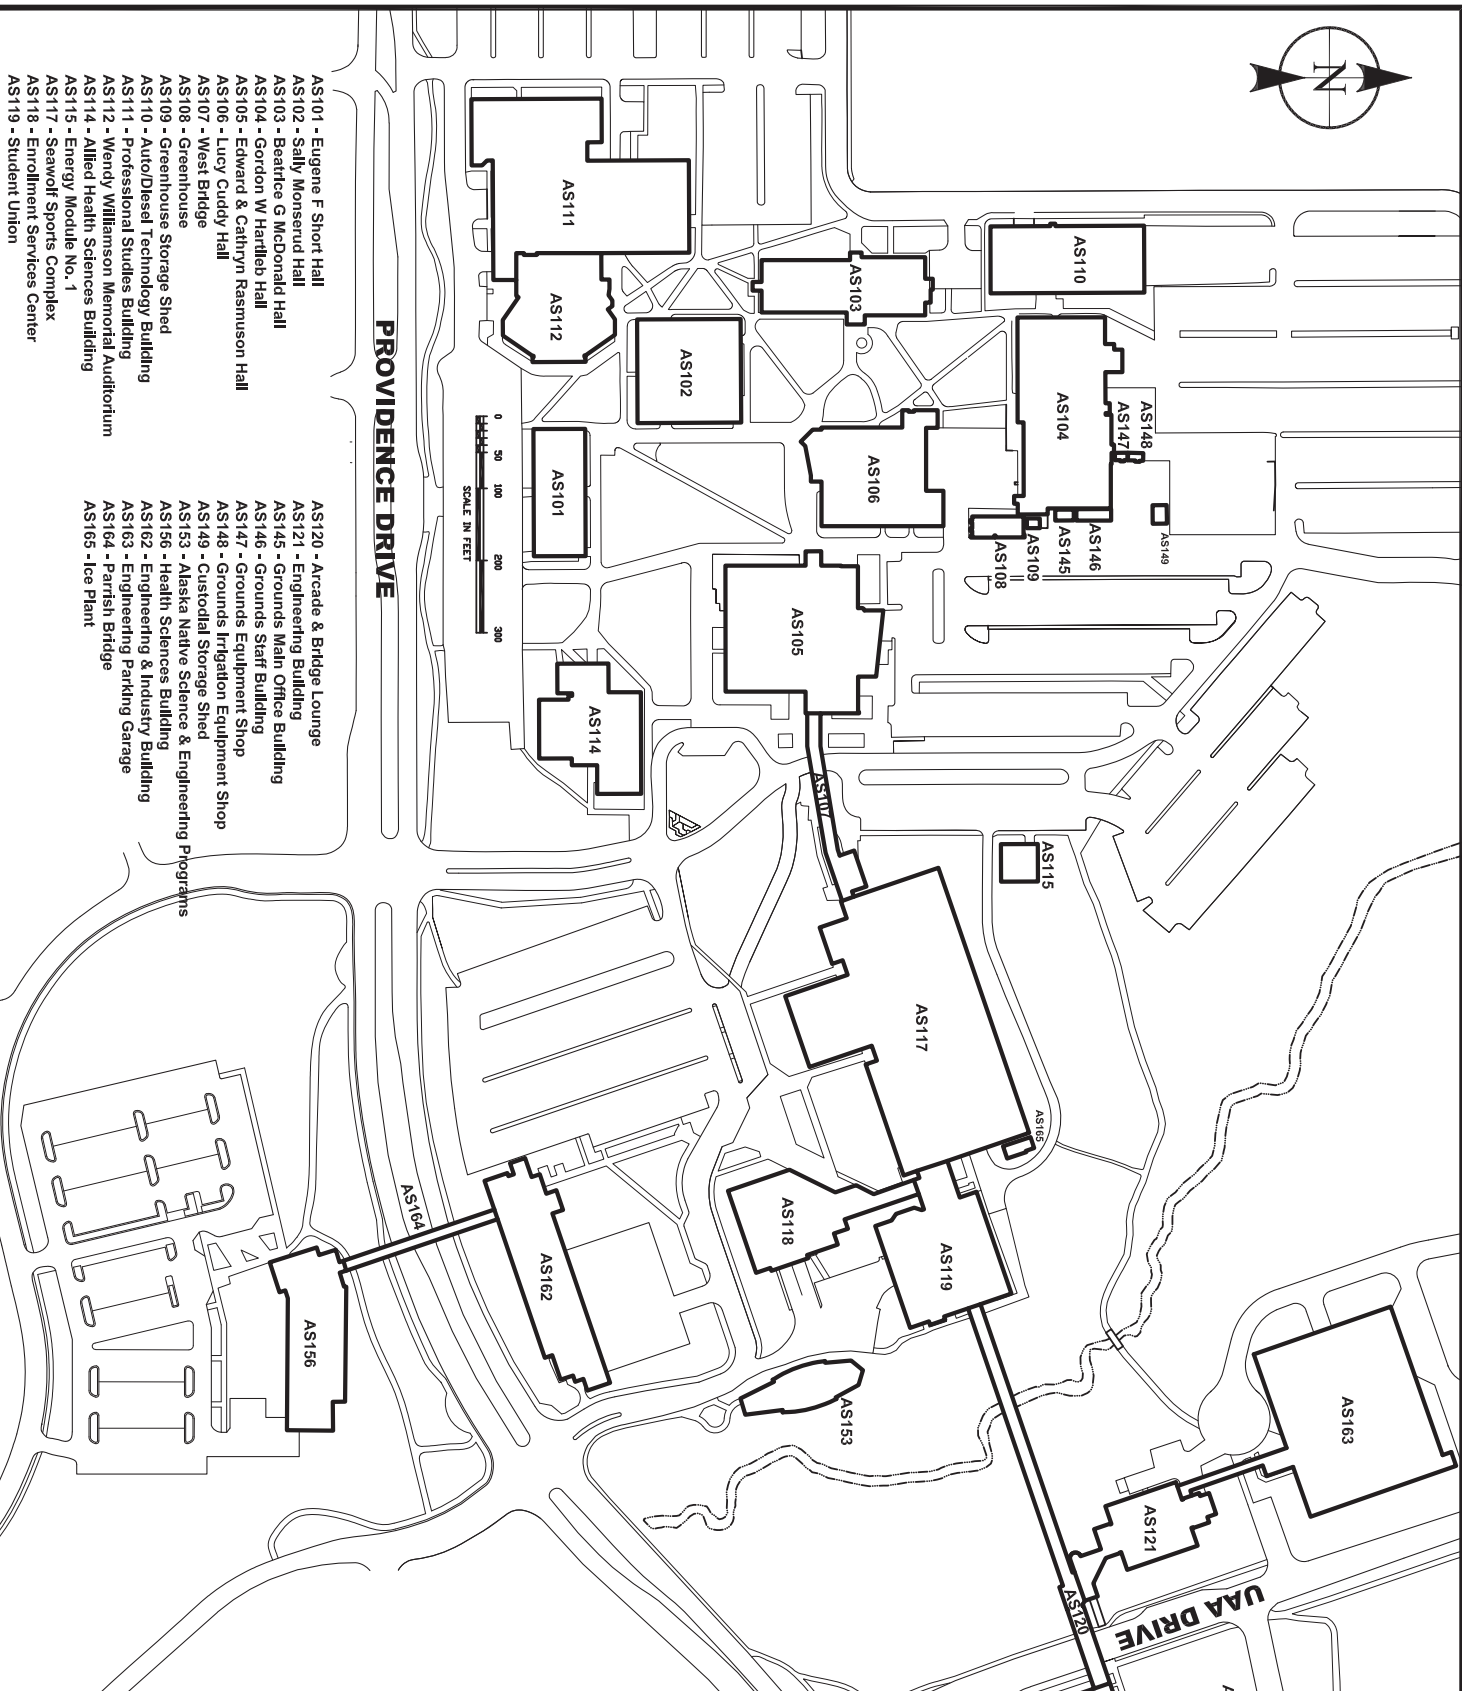 N
AS110
AS148
AS147
AS104
AS149
AS146
AS145
AS109
AS108
AS103
AS106
AS111
AS112
AS102
AS101
AS105
AS114
AS107
AS115
AS117
AS165
AS118
AS119
AS153
AS162
AS164
AS156
AS163
AS121
AS120
UAA DRIVE
PROVIDENCE DRIVE
0 50 100 200 300
SCALE IN FEET
AS101 - Eugene F Short Hall
AS102 - Sally Monserud Hall
AS103 - Beatrice G McDonald Hall
AS104 - Gordon W Hartlieb Hall
AS105 - Edward & Cathryn Rasmuson Hall
AS106 - Lucy Cuddy Hall
AS107 - West Bridge
AS108 - Greenhouse
AS109 - Greenhouse Storage Shed
AS110 - Auto/Diesel Technology Building
AS111 - Professional Studies Building
AS112 - Wendy Williamson Memorial Auditorium
AS114 - Allied Health Sciences Building
AS115 - Energy Module No. 1
AS117 - Seawolf Sports Complex
AS118 - Enrollment Services Center
AS119 - Student Union
AS120 - Arcade & Bridge Lounge
AS121 - Engineering Building
AS145 - Grounds Main Office Building
AS146 - Grounds Staff Building
AS147 - Grounds Equipment Shop
AS148 - Grounds Irrigation Equipment Shop
AS149 - Custodial Storage Shed
AS153 - Alaska Native Science & Engineering Programs
AS156 - Health Sciences Building
AS162 - Engineering & Industry Building
AS163 - Engineering Parking Garage
AS164 - Parrish Bridge
AS165 - Ice Plant